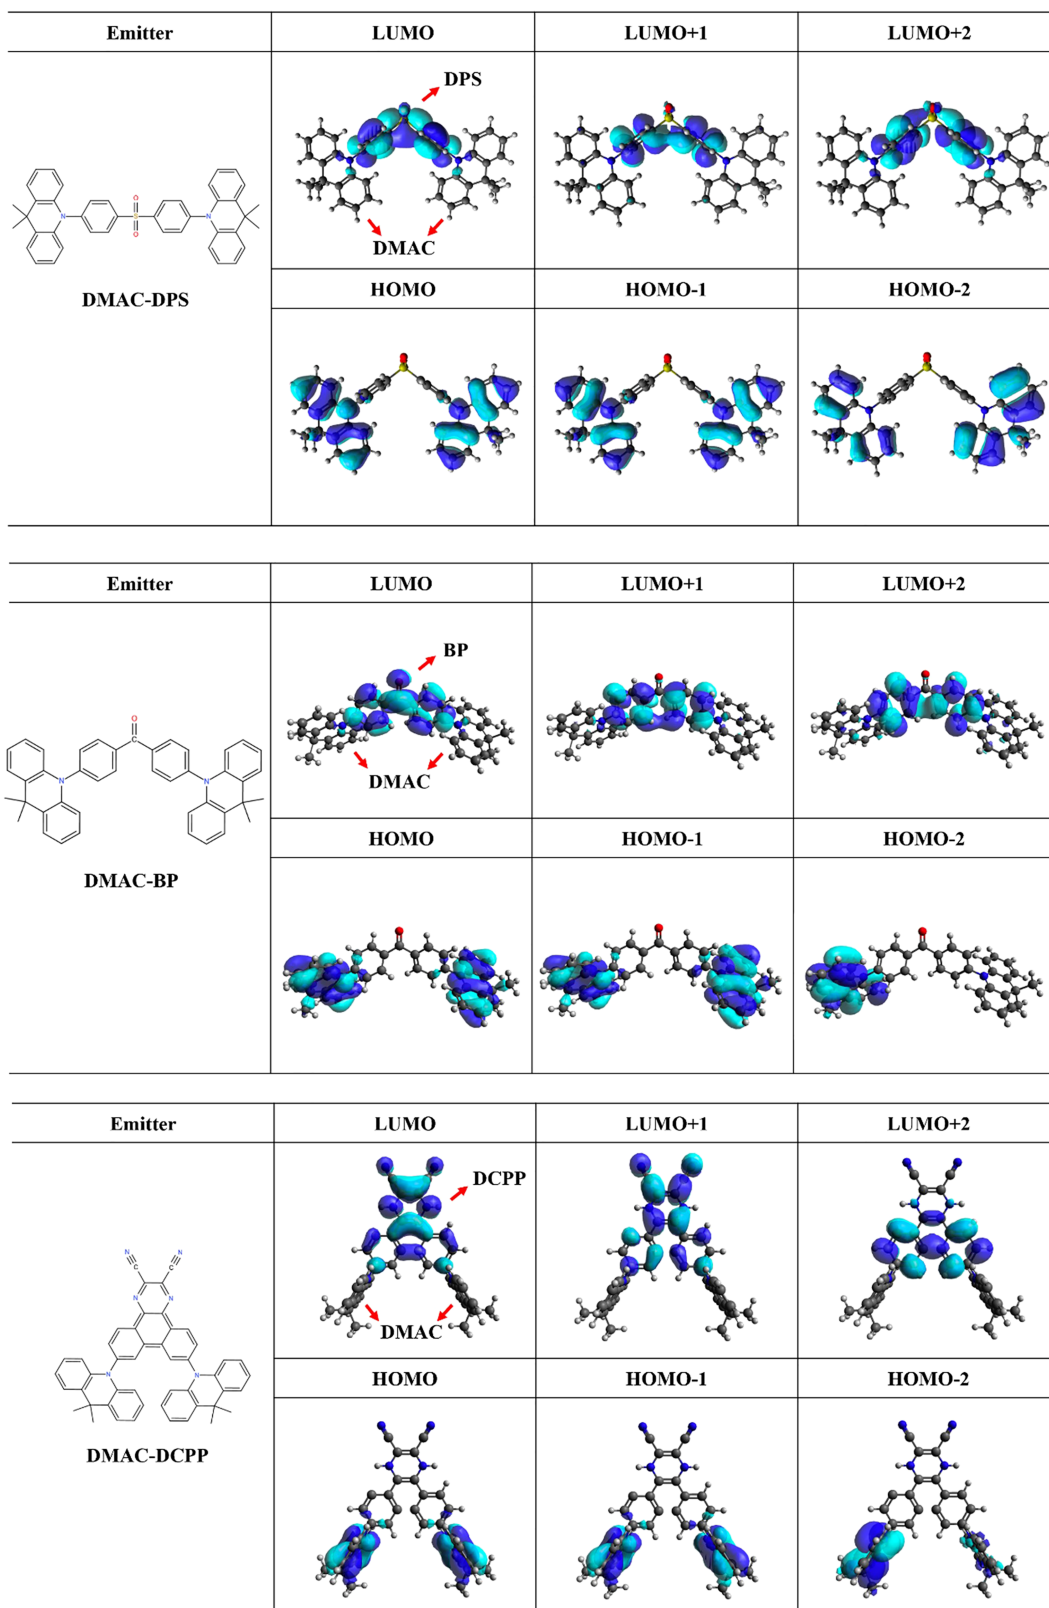 Emitter LUMO LUMO+1 LUMO+2
DPS
DMAC
O
N S N
O
DMAC-DPS
HOMO HOMO-1 HOMO-2
Emitter LUMO LUMO+1 LUMO+2
BP
DMAC
O
N N
DMAC-BP
HOMO HOMO-1 HOMO-2
Emitter LUMO LUMO+1 LUMO+2
DCPP
DMAC
N N
C C
N N
N N
DMAC-DCPP
HOMO HOMO-1 HOMO-2